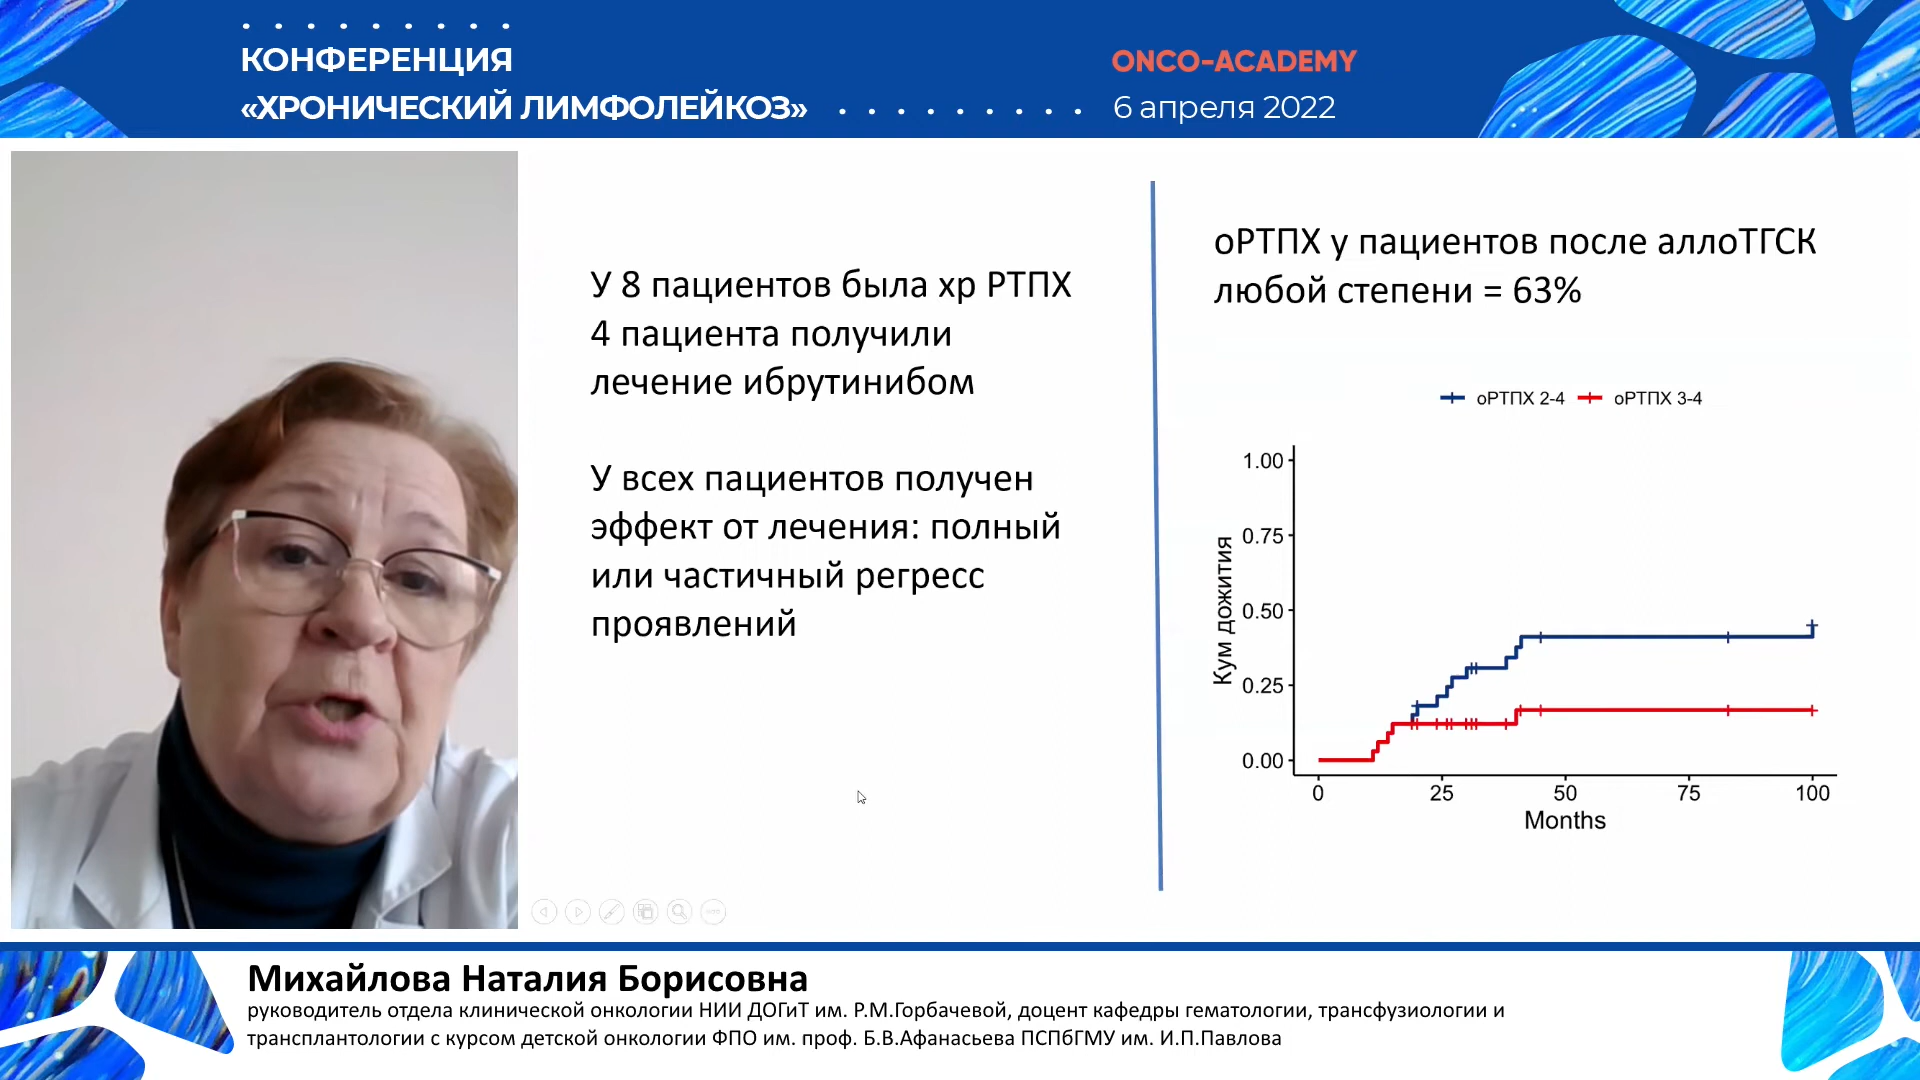 КОНФЕРЕНЦИЯ
«ХРОНИЧЕСКИЙ ЛИМФОЛЕЙКОЗ»
ONCO-ACADEMY
6 апреля 2022
У 8 пациентов была хр РТПХ
4 пациента получили
лечение ибрутинибом
У всех пациентов получен
эффект от лечения: полный
или частичный регресс
проявлений
оРТПХ у пациентов после аллоТГСК
любой степени = 63%
оРТПХ 2-4 оРТПХ 3-4
Кум дожития
1.00
0.75
0.50
0.25
0.00
0 25 50 75 100
Months
Михайлова Наталия Борисовна
руководитель отдела клинической онкологии НИИ ДОГиТ им. Р.М.Горбачевой, доцент кафедры гематологии, трансфузиологии и
трансплантологии с курсом детской онкологии ФПО им. проф. Б.В.Афанасьева ПСПбГМУ им. И.П.Павлова